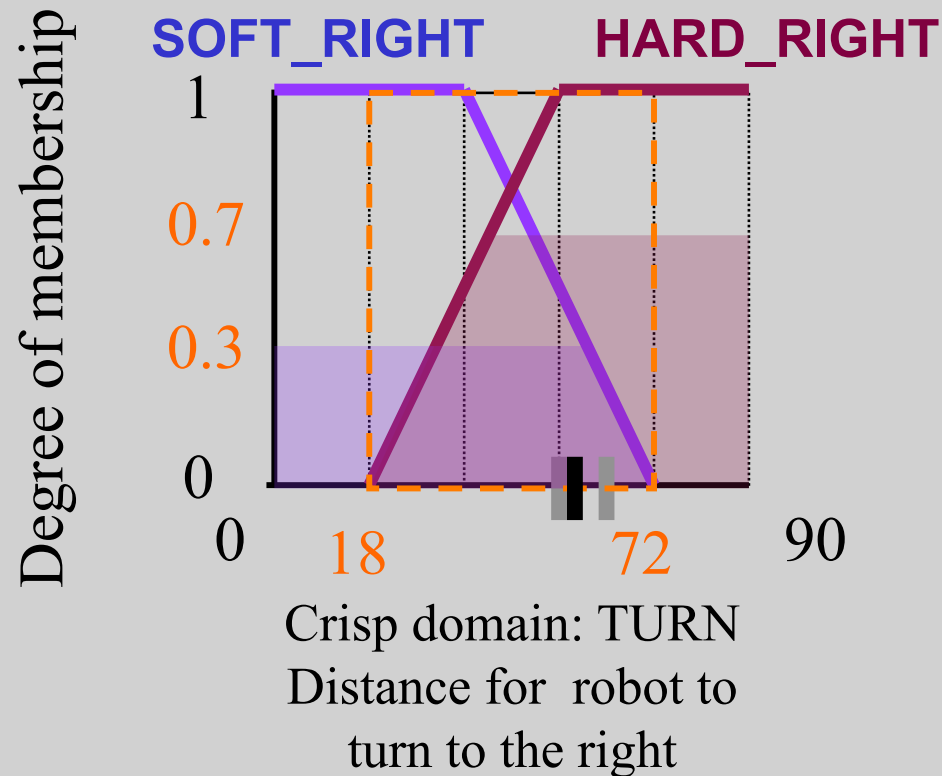 SOFT_RIGHT
HARD_RIGHT
Degree of membership
1
0.7
0.3
0
0
18
72
90
Crisp domain: TURN
Distance for robot to
turn to the right